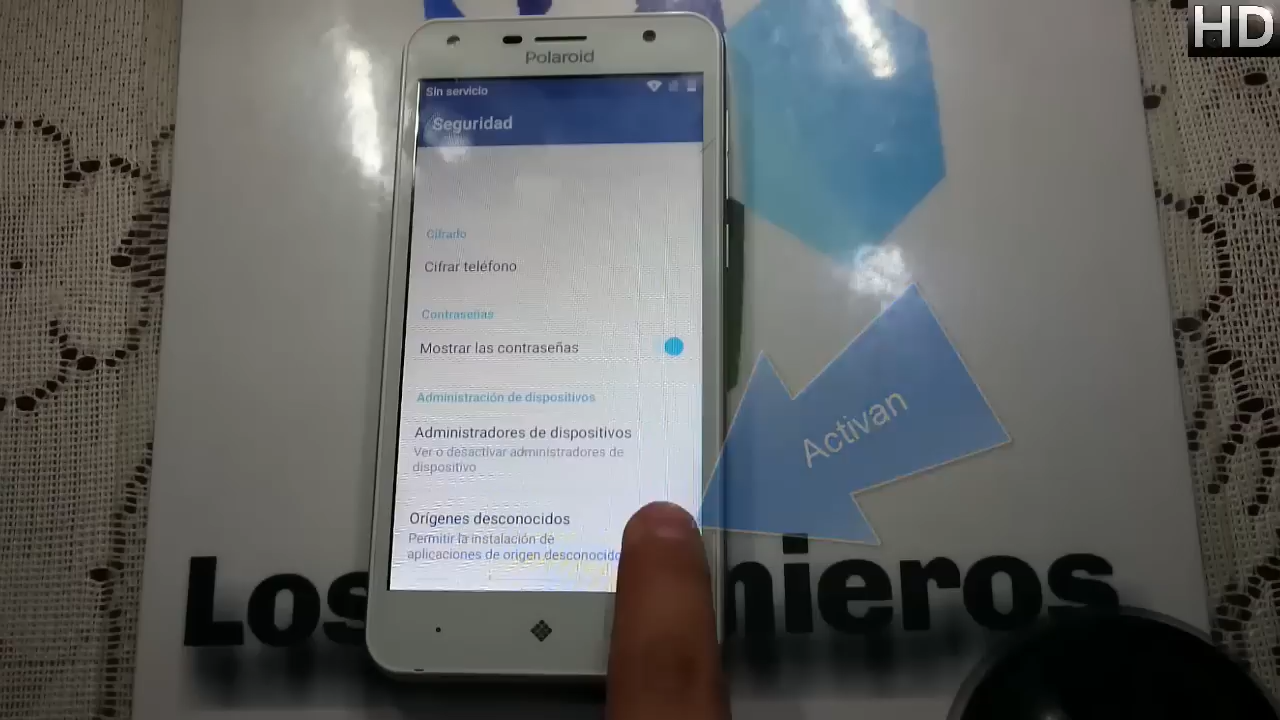 HD
Polaroid
Sin servicio
Seguridad
Cifrado
Cifrar teléfono
Contraseñas
Mostrar las contraseñas
Administración de dispositivos
Administradores de dispositivos
Ver o desactivar administradores de
dispositivo
Orígenes desconocidos
Permitir la instalación de
aplicaciones de origen desconocido
Activan
Los nieros